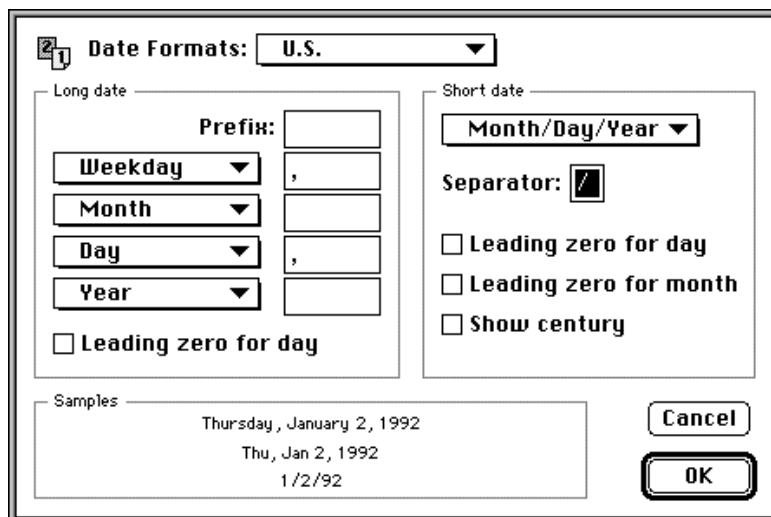 2 1 Date Formats: U.S.
Long date
Prefix:
Weekday ,
Month
Day ,
Year
Leading zero for day
Short date
Month/Day/Year
Separator: /
Leading zero for day
Leading zero for month
Show century
Samples
Thursday, January 2, 1992
Thu, Jan 2, 1992
1/2/92
Cancel
OK